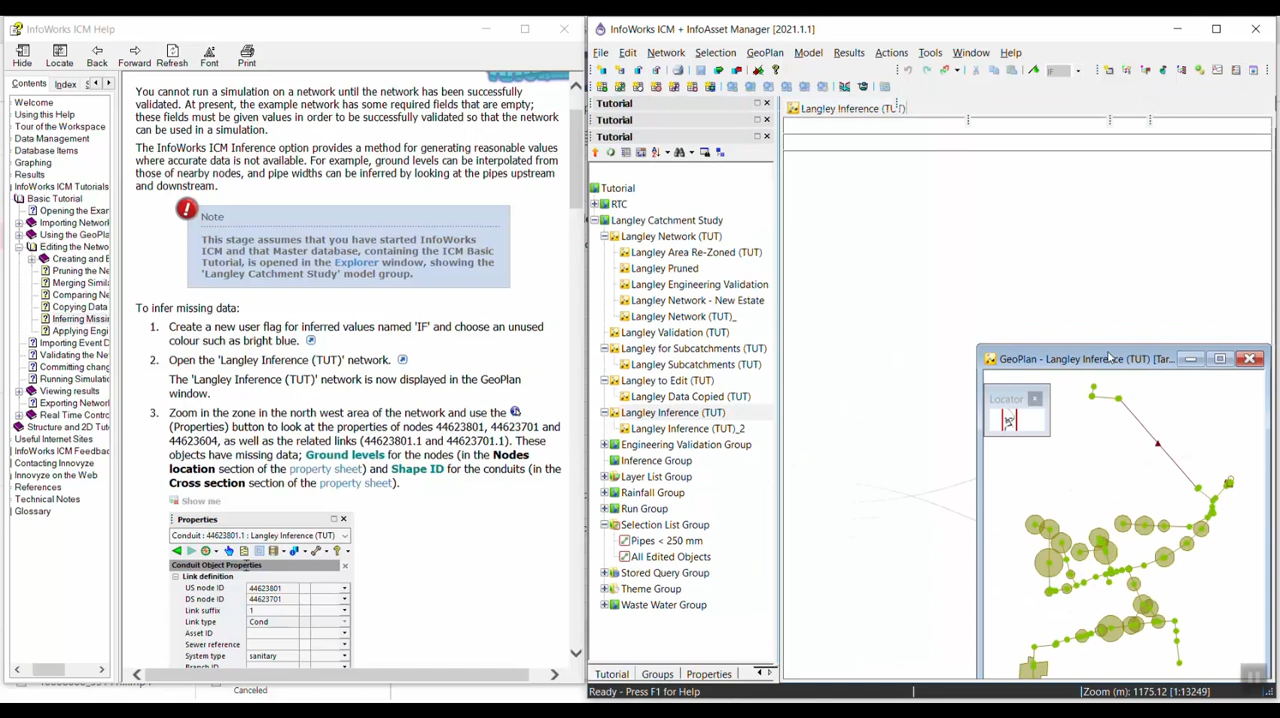 InfoWorks ICM Help
Hide
Locate
Back
Forward
Refresh
Font
Print
Contents
Index
Welcome
Using this Help
Tour of the Workspace
Data Management
Database Items
Graphing
Results
InfoWorks ICM Tutorials
Basic Tutorial
Opening the Exar
Importing Networ
Using the GeoPla
Editing the Netwo
Creating and E
Pruning the Ne
Merging Simila
Comparing Ne
Copying Data
Inferring Missin
Applying Engi
Importing Event D
Validating the Ne
Committing chang
Running Simulatio
Viewing results
Exporting Networ
Real Time Contro
Structure and 2D Tu
Useful Internet Sites
InfoWorks ICM Feedbac
Contacting Innovyze
Innovyze on the Web
References
Technical Notes
Glossary
You cannot run a simulation on a network until the network has been successfully
validated. At present, the example network has some required fields that are empty;
these fields must be given values in order to be successfully validated so that the network
can be used in a simulation.
The InfoWorks ICM Inference option provides a method for generating reasonable values
where accurate data is not available. For example, ground levels can be interpolated from
those of nearby nodes, and pipe widths can be inferred by looking at the pipes upstream
and downstream.
Note
This stage assumes that you have started InfoWorks
ICM and that Master database, containing the ICM Basic
Tutorial, is opened in the Explorer window, showing the
'Langley Catchment Study' model group.
To infer missing data:
1. Create a new user flag for inferred values named 'IF' and choose an unused
colour such as bright blue.
2. Open the 'Langley Inference (TUT)' network.
The 'Langley Inference (TUT)' network is now displayed in the GeoPlan
window.
3. Zoom in the zone in the north west area of the network and use the
(Properties) button to look at the properties of nodes 44623801, 44623701 and
44623604, as well as the related links (44623801.1 and 44623701.1). These
objects have missing data; Ground levels for the nodes (in the Nodes
location section of the property sheet) and Shape ID for the conduits (in the
Cross section section of the property sheet).
Show me
Properties
Conduit : 44623801.1 : Langley Inference (TUT)
Conduit Object Properties
Link definition
US node ID 44623801
DS node ID 44623701
Link suffix 1
Link type Cond
Asset ID
Sewer reference
System type sanitary
Branch ID
Canceled
InfoWorks ICM + InfoAsset Manager [2021.1.1]
File Edit Network Selection GeoPlan Model Results Actions Tools Window Help
IF
Tutorial
Tutorial
Tutorial
Tutorial
RTC
Langley Catchment Study
Langley Network (TUT)
Langley Area Re-Zoned (TUT)
Langley Pruned
Langley Engineering Validation
Langley Network - New Estate
Langley Network (TUT)_
Langley Validation (TUT)
Langley for Subcatchments (TUT)
Langley Subcatchments (TUT)
Langley to Edit (TUT)
Langley Data Copied (TUT)
Langley Inference (TUT)
Langley Inference (TUT)_2
Engineering Validation Group
Inference Group
Layer List Group
Rainfall Group
Run Group
Selection List Group
Pipes < 250 mm
All Edited Objects
Stored Query Group
Theme Group
Waste Water Group
Tutorial Groups Properties
Langley Inference (TUT)
GeoPlan - Langley Inference (TUT) [Tar...
Locator
Ready - Press F1 for Help
Zoom (m): 1175.12 [1:13249]